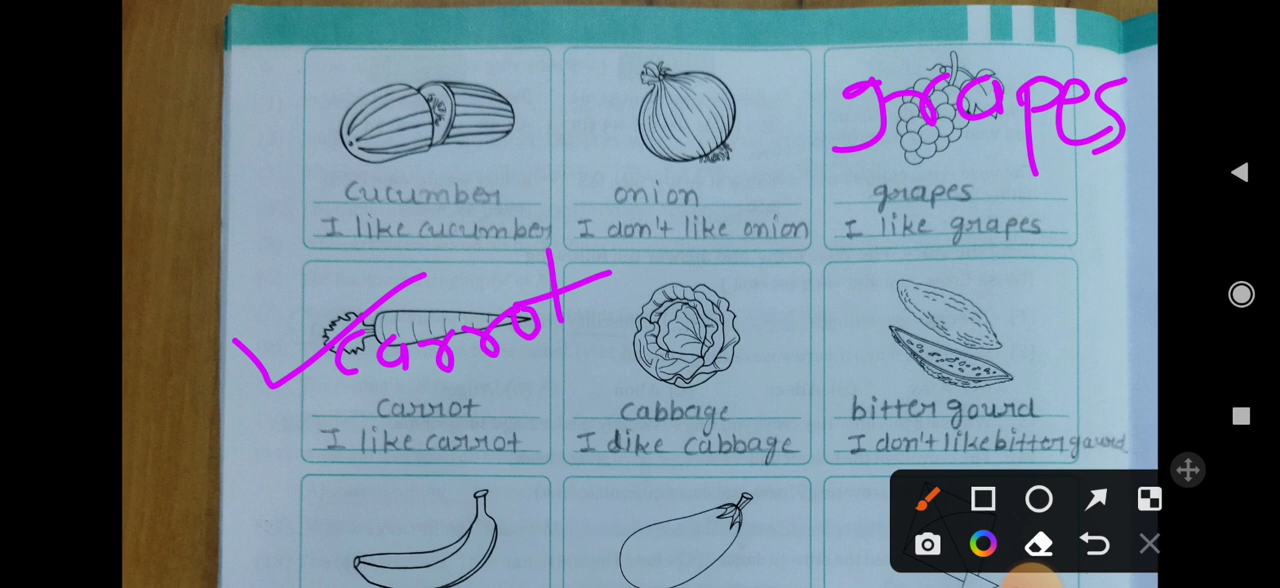 grapes
cucumber
onion
grapes
I like cucumber
I don't like onion
I like grapes
carrot
carrot
cabbage
bitter gourd
I like carrot
I dike cabbage
I don't like bitter gourd